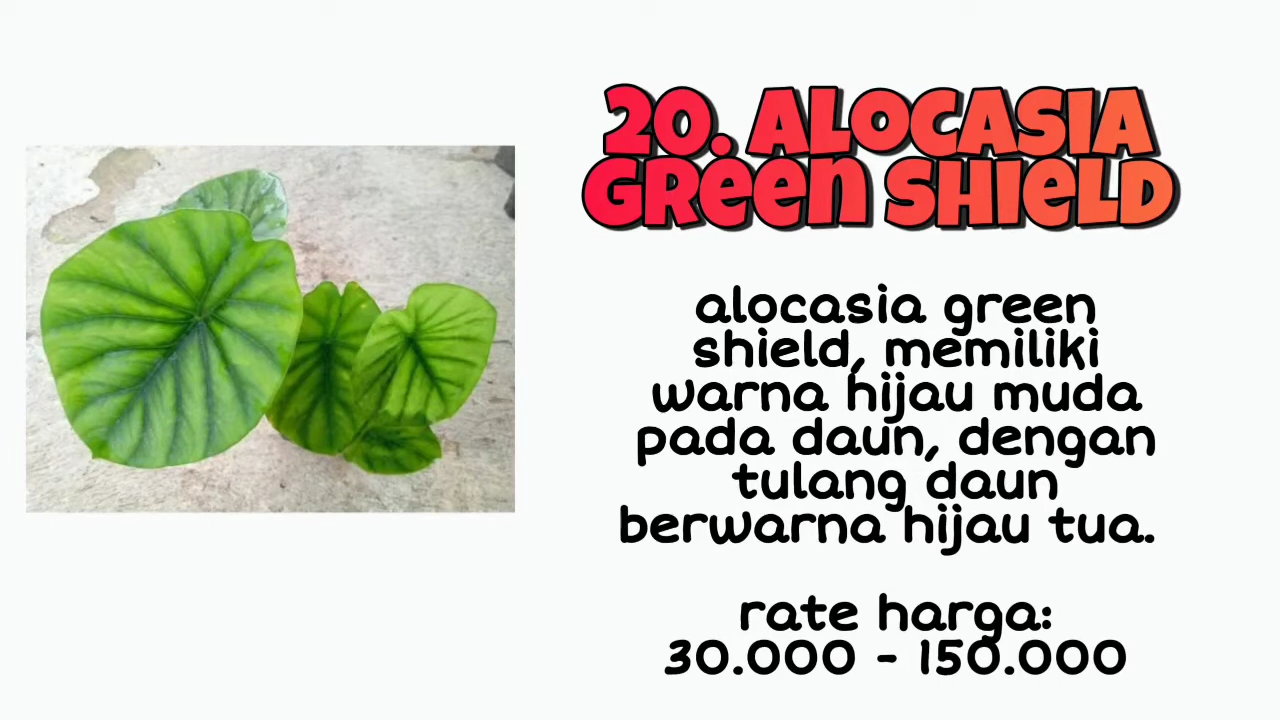 20. ALOCASIA
GReen SHIeLD
alocasia green
shield, memiliki
warna hijau muda
pada daun, dengan
tulang daun
berwarna hijau tua.
rate harga:
30.000 - 150.000